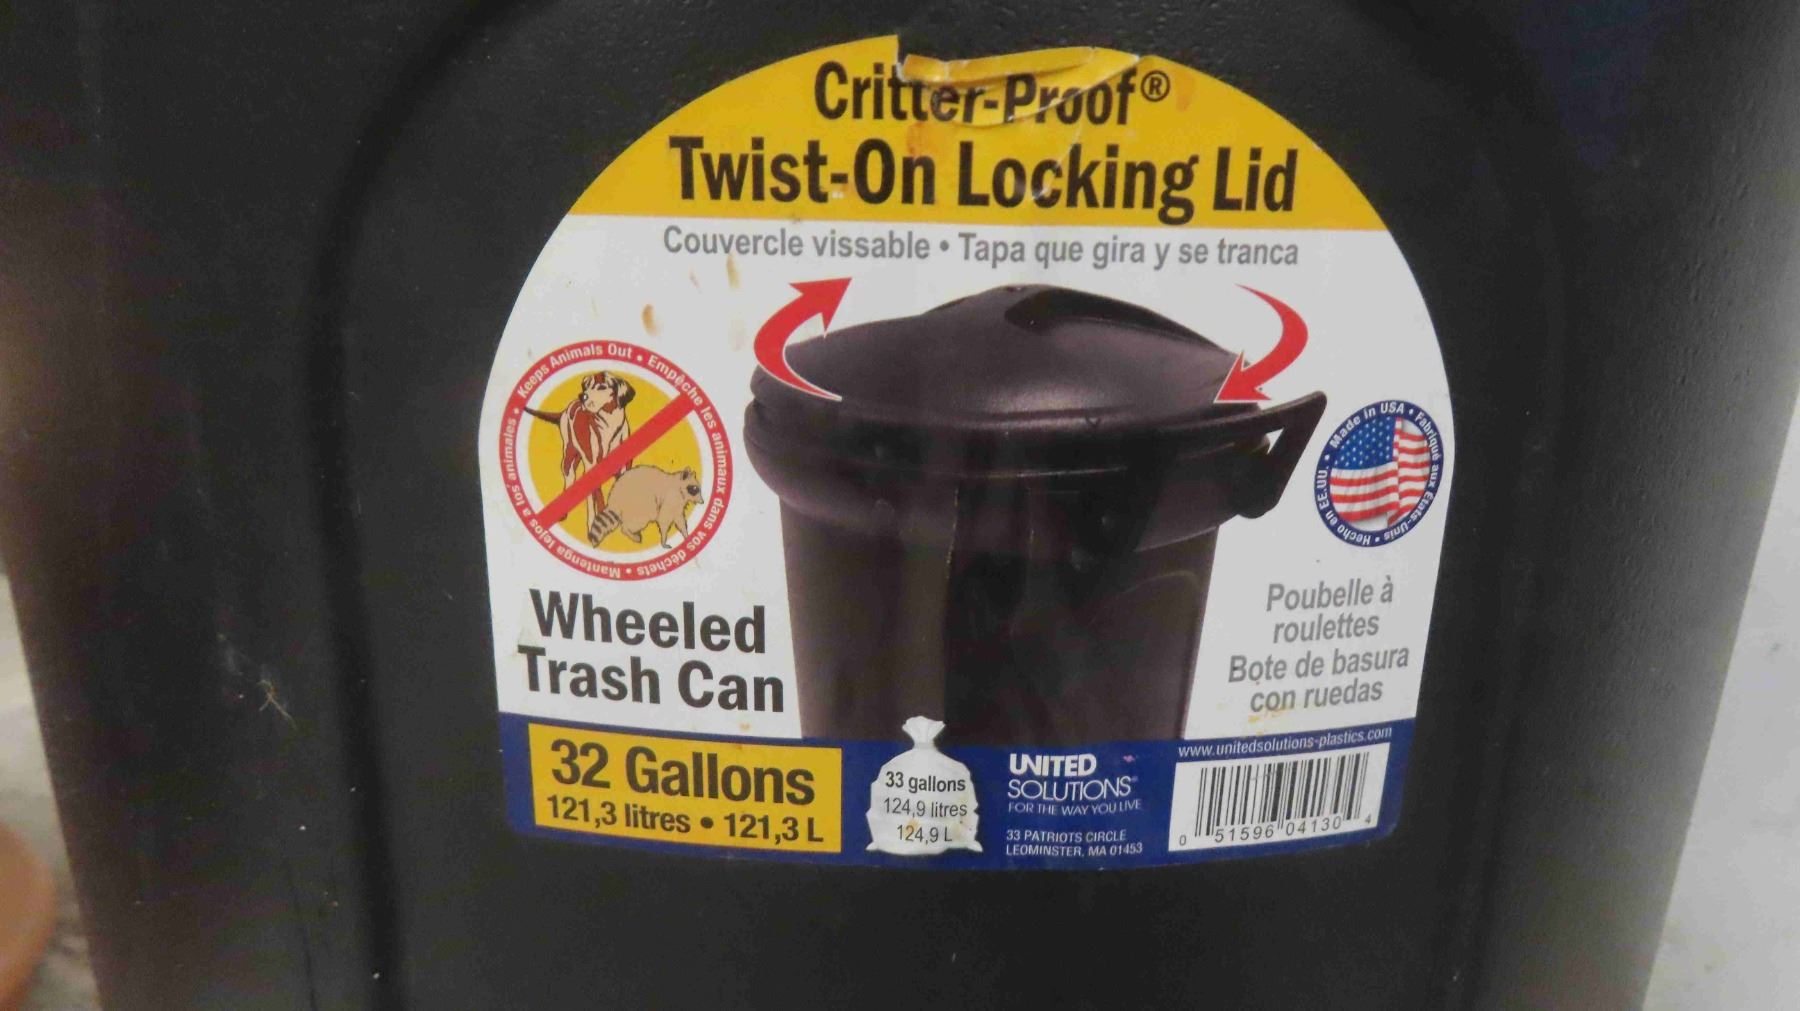 Critter-Proof®
Twist-On Locking Lid
Couvercle vissable • Tapa que gira y se tranca
Keeps Animals Out • Empêche les animaux dans vos déchets • Mantenga lejos a los animales •
Made in USA • Fabriqué aux États-Unis • Hecho en EE.UU. •
Wheeled
Trash Can
Poubelle à
roulettes
Bote de basura
con ruedas
32 Gallons
121,3 litres • 121,3 L
33 gallons
124,9 litres
124,9 L
UNITED
SOLUTIONS
FOR THE WAY YOU LIVE
33 PATRIOTS CIRCLE
LEOMINSTER, MA 01453
www.unitedsolutions-plastics.com
0 51596 04130 4